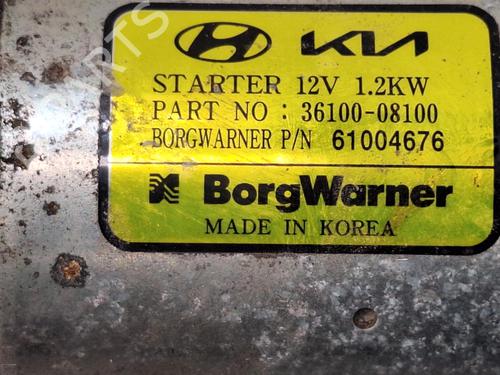 KIA
STARTER 12V 1.2KW
PART NO : 36100-08100
BORGWARNER P/N 61004676
BorgWarner
MADE IN KOREA